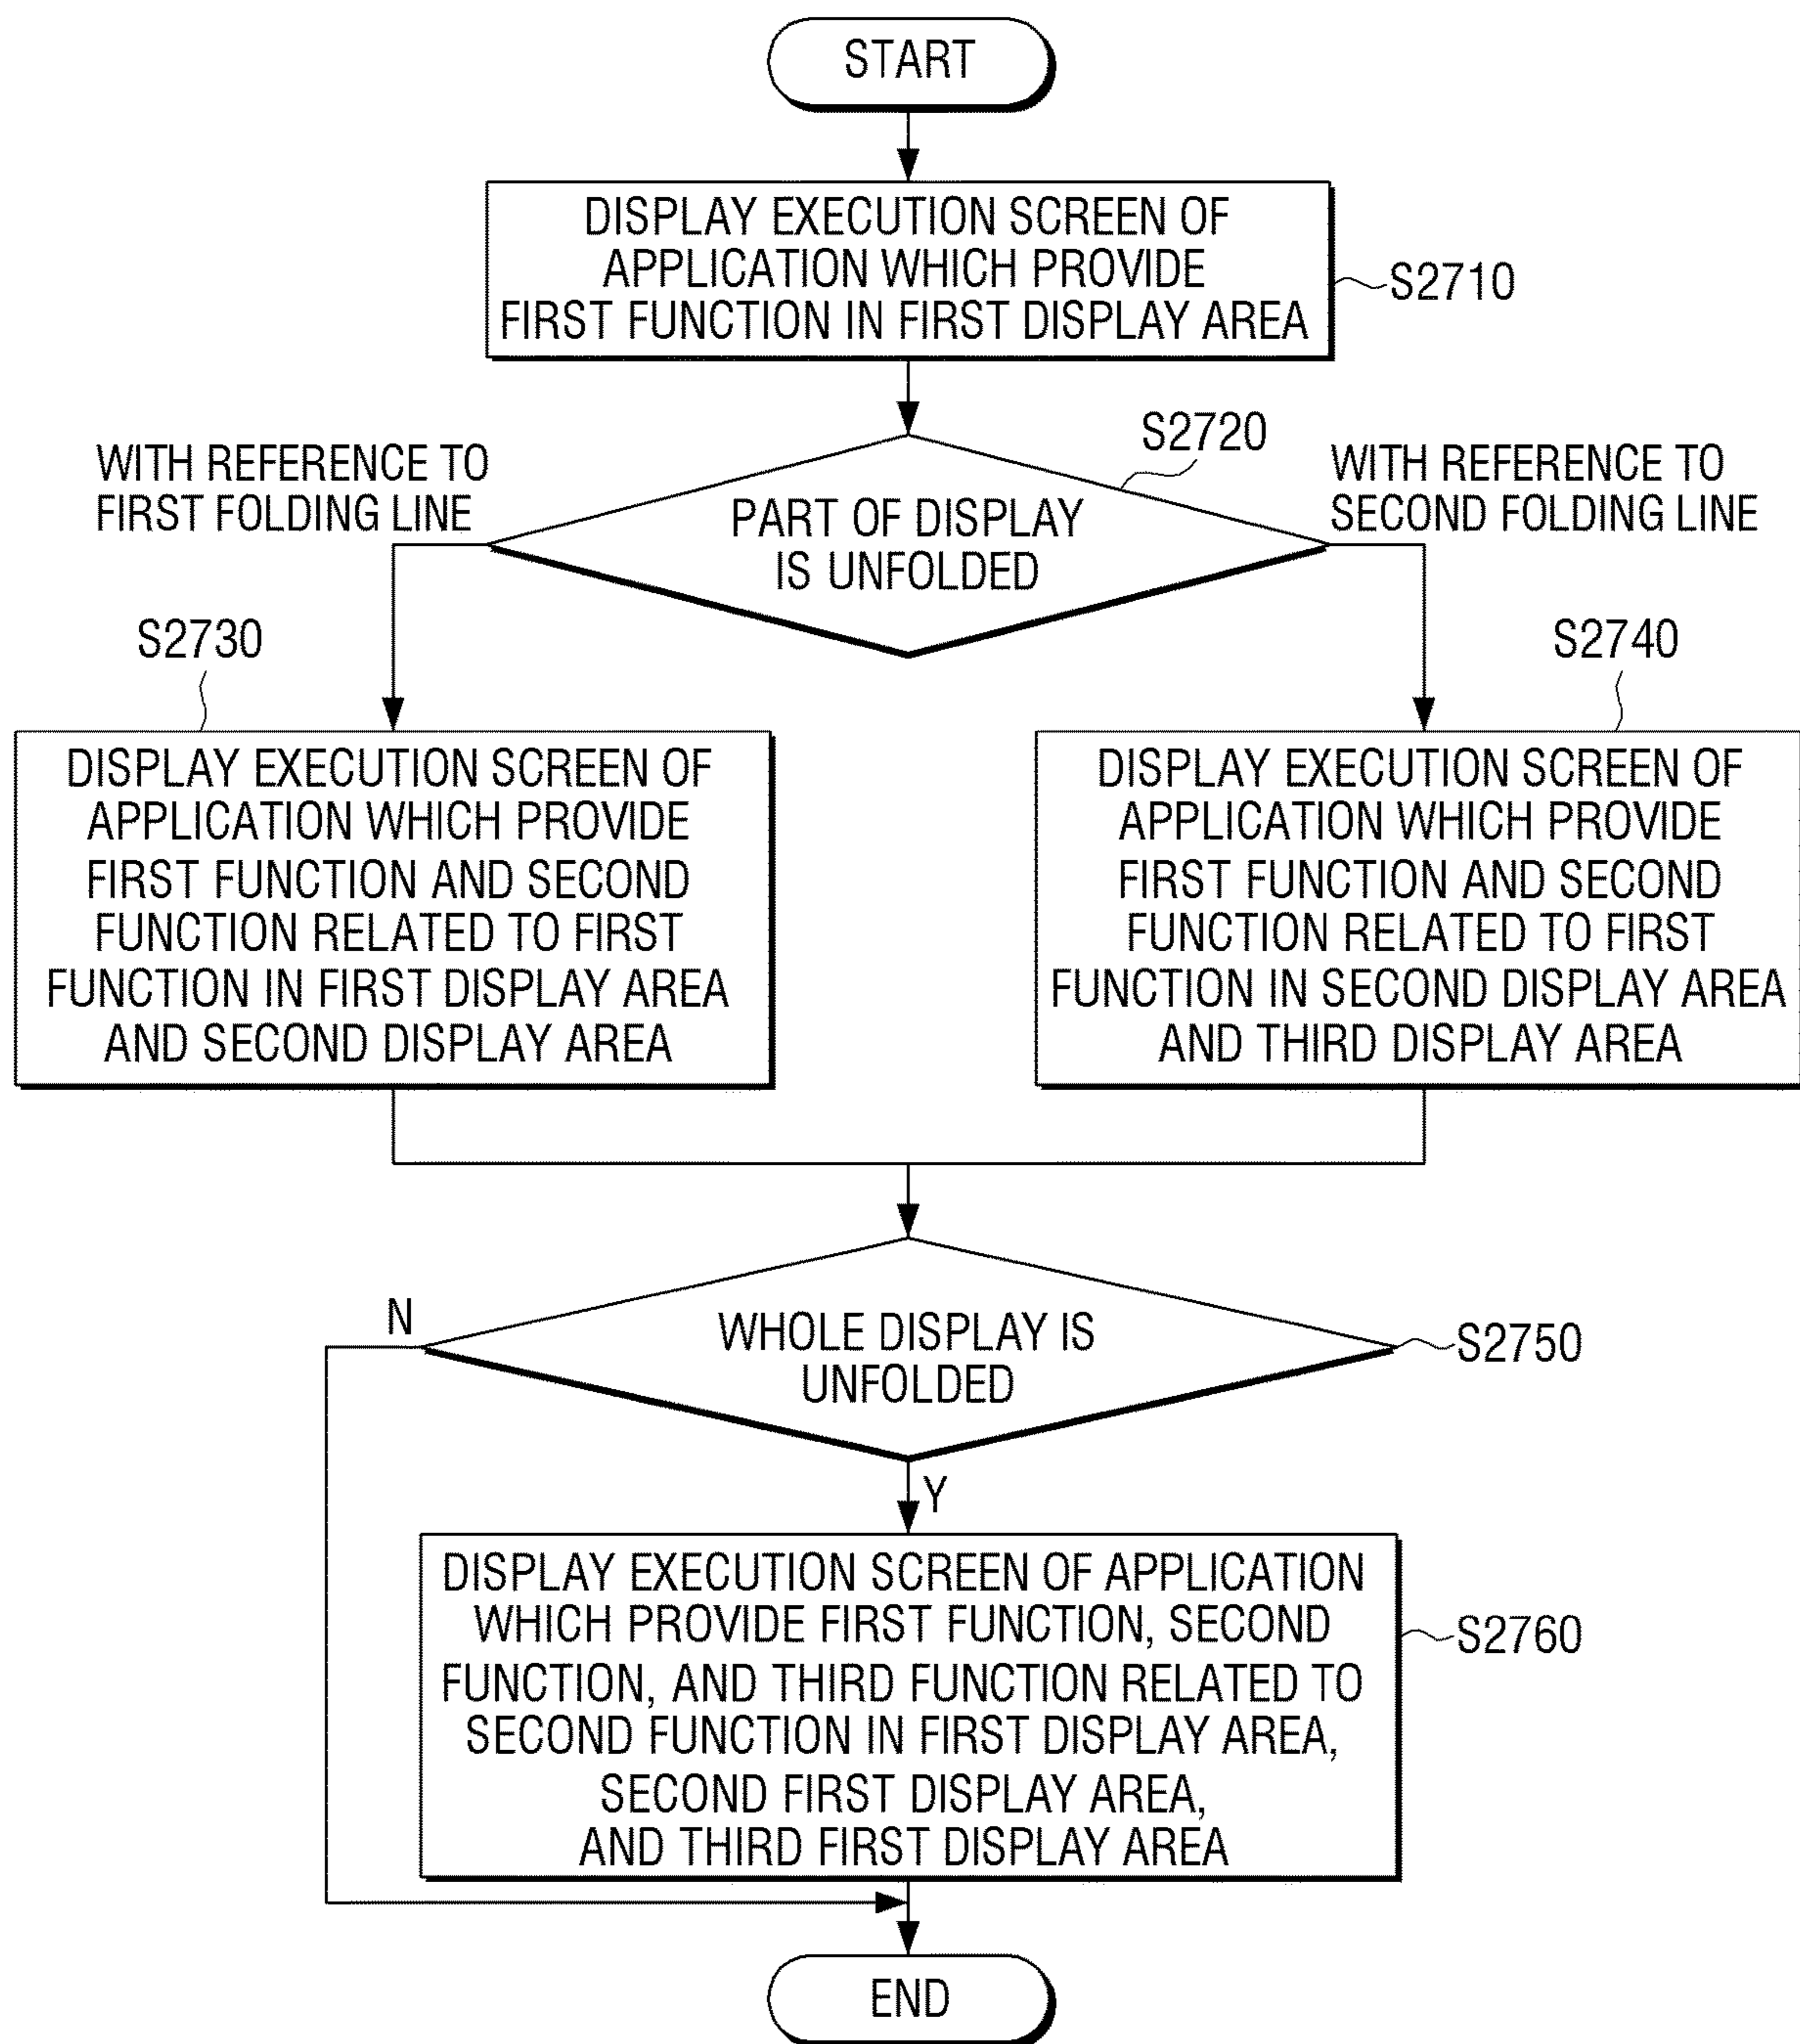 START
DISPLAY EXECUTION SCREEN OF
APPLICATION WHICH PROVIDE
FIRST FUNCTION IN FIRST DISPLAY AREA
S2710
S2720
WITH REFERENCE TO
FIRST FOLDING LINE
PART OF DISPLAY
IS UNFOLDED
WITH REFERENCE TO
SECOND FOLDING LINE
S2730
DISPLAY EXECUTION SCREEN OF
APPLICATION WHICH PROVIDE
FIRST FUNCTION AND SECOND
FUNCTION RELATED TO FIRST
FUNCTION IN FIRST DISPLAY AREA
AND SECOND DISPLAY AREA
S2740
DISPLAY EXECUTION SCREEN OF
APPLICATION WHICH PROVIDE
FIRST FUNCTION AND SECOND
FUNCTION RELATED TO FIRST
FUNCTION IN SECOND DISPLAY AREA
AND THIRD DISPLAY AREA
N
WHOLE DISPLAY IS
UNFOLDED
S2750
Y
DISPLAY EXECUTION SCREEN OF APPLICATION
WHICH PROVIDE FIRST FUNCTION, SECOND
FUNCTION, AND THIRD FUNCTION RELATED TO
SECOND FUNCTION IN FIRST DISPLAY AREA,
SECOND FIRST DISPLAY AREA,
AND THIRD FIRST DISPLAY AREA
S2760
END